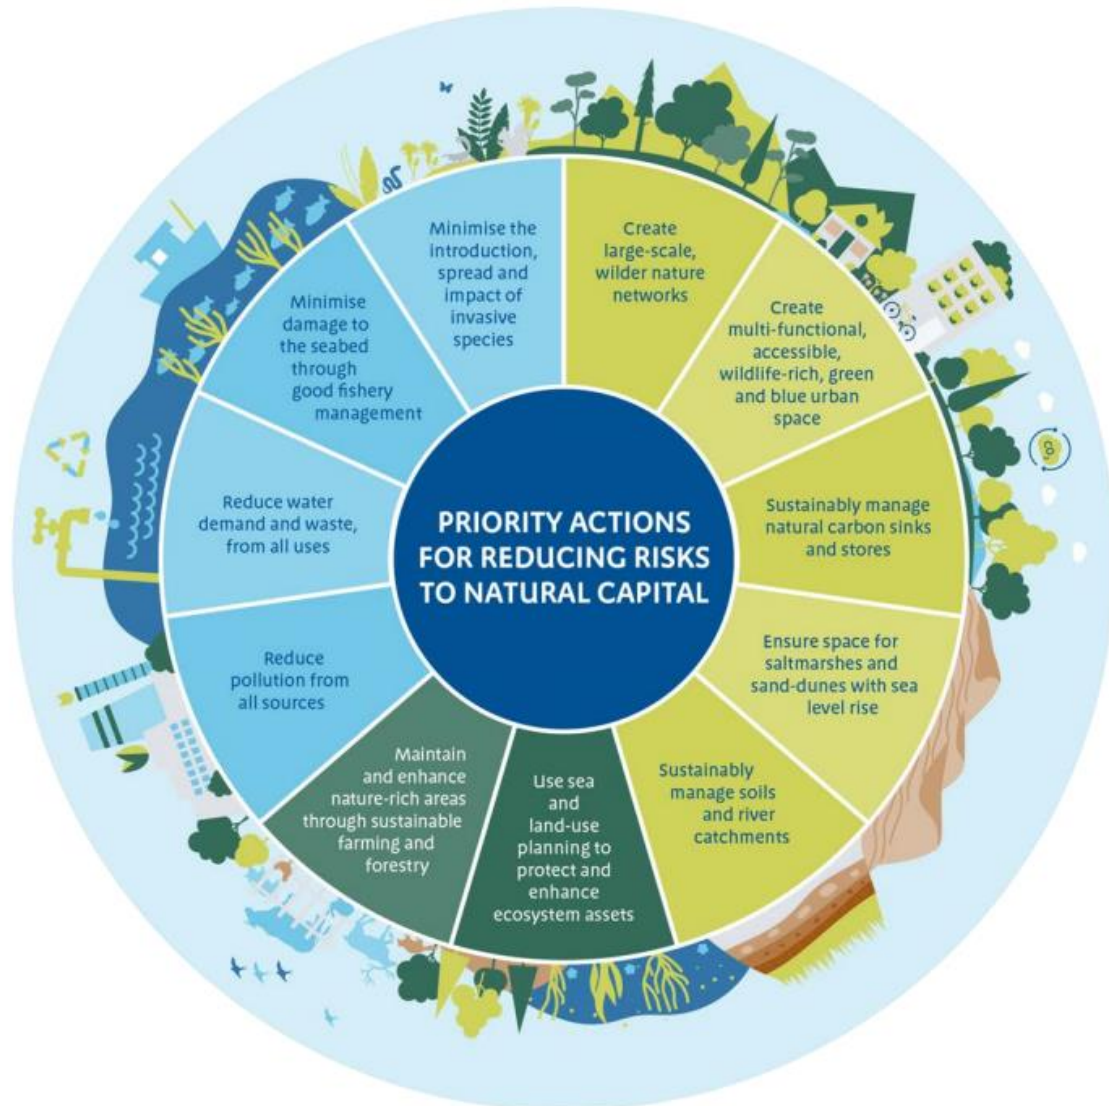 PRIORITY ACTIONS
FOR REDUCING RISKS
TO NATURAL CAPITAL
Create
large-scale,
wilder nature
networks
Create
multi-functional,
accessible,
wildlife-rich, green
and blue urban
space
Sustainably manage
natural carbon sinks
and stores
Ensure space for
saltmarshes and
sand-dunes with sea
level rise
Sustainably
manage soils
and river
catchments
Use sea
and
land-use
planning to
protect and
enhance
ecosystem assets
Maintain
and enhance
nature-rich areas
through sustainable
farming and
forestry
Reduce
pollution from
all sources
Reduce water
demand and waste,
from all uses
Minimise
damage to
the seabed
through
good fishery
management
Minimise the
introduction,
spread and
impact of
invasive
species
CO₂